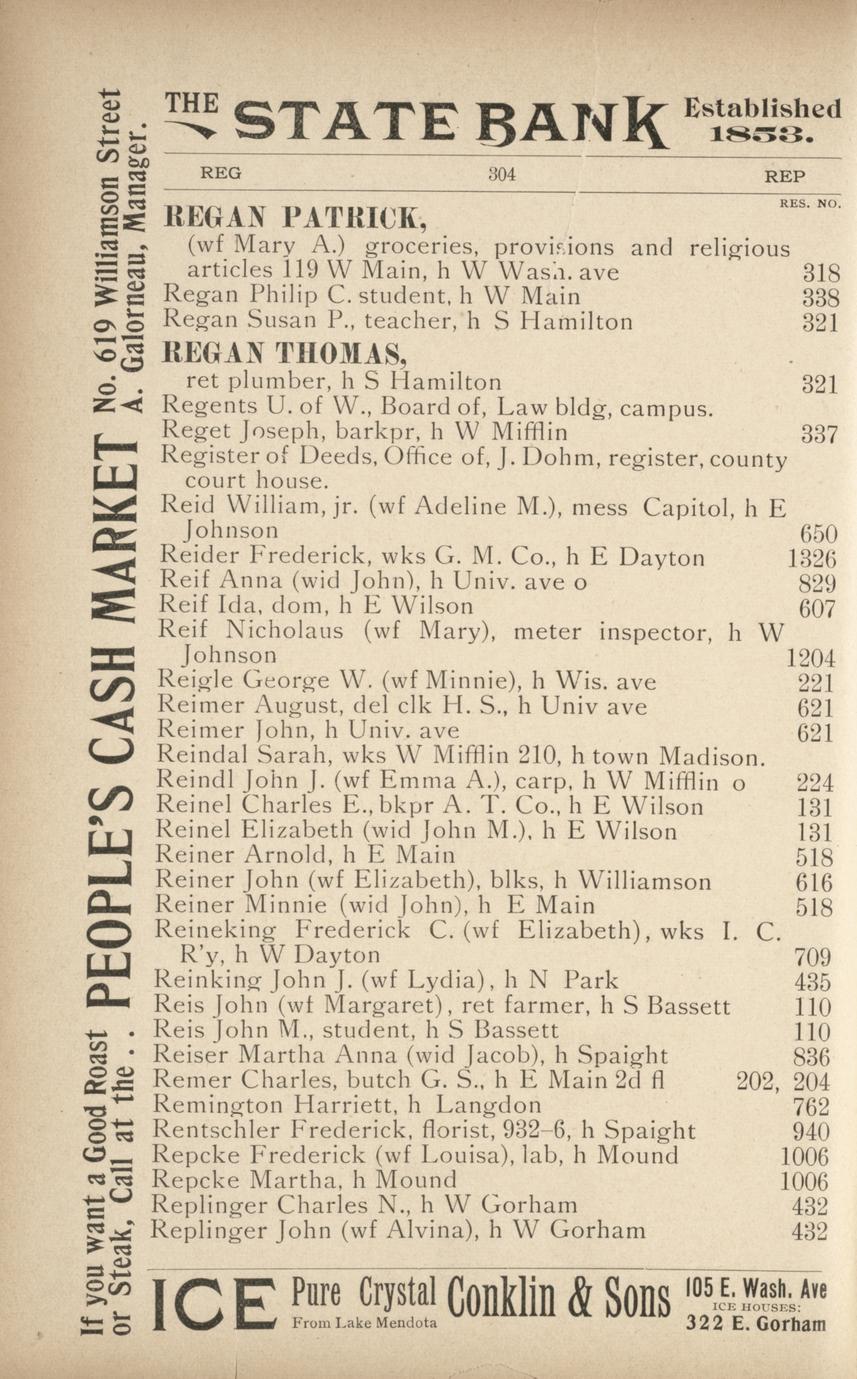 THE STATE BANK Established 1853.
REG 304 REP
RES. NO.
REGAN PATRICK,
(wf Mary A.) groceries, provisions and religious
articles 119 W Main, h W Wash. ave 318
Regan Philip C. student, h W Main 338
Regan Susan P., teacher, h S Hamilton 321
REGAN THOMAS,
ret plumber, h S Hamilton 321
Regents U. of W., Board of, Law bldg, campus.
Reget Joseph, barkpr, h W Mifflin 337
Register of Deeds, Office of, J. Dohm, register, county
court house.
Reid William, jr. (wf Adeline M.), mess Capitol, h E
Johnson 650
Reider Frederick, wks G. M. Co., h E Dayton 1326
Reif Anna (wid John), h Univ. ave o 829
Reif Ida, dom, h E Wilson 607
Reif Nicholaus (wf Mary), meter inspector, h W
Johnson 1204
Reigle George W. (wf Minnie), h Wis. ave 221
Reimer August, del clk H. S., h Univ ave 621
Reimer John, h Univ. ave 621
Reindal Sarah, wks W Mifflin 210, h town Madison.
Reindl John J. (wf Emma A.), carp, h W Mifflin o 224
Reinel Charles E., bkpr A. T. Co., h E Wilson 131
Reinel Elizabeth (wid John M.), h E Wilson 131
Reiner Arnold, h E Main 518
Reiner John (wf Elizabeth), blks, h Williamson 616
Reiner Minnie (wid John), h E Main 518
Reineking Frederick C. (wf Elizabeth), wks I. C.
R'y, h W Dayton 709
Reinking John J. (wf Lydia), h N Park 435
Reis John (wf Margaret), ret farmer, h S Bassett 110
Reis John M., student, h S Bassett 110
Reiser Martha Anna (wid Jacob), h Spaight 836
Remer Charles, butch G. S., h E Main 2d fl 202, 204
Remington Harriett, h Langdon 762
Rentschler Frederick, florist, 932–6, h Spaight 940
Repcke Frederick (wf Louisa), lab, h Mound 1006
Repcke Martha, h Mound 1006
Replinger Charles N., h W Gorham 432
Replinger John (wf Alvina), h W Gorham 432
ICE Pure Crystal From Lake Mendota Conklin & Sons 105 E. Wash. Ave
ICE HOUSES:
322 E. Gorham
If you want a Good Roast
or Steak, Call at the . .
PEOPLE'S CASH MARKET
No. 619 Williamson Street
A. Galorneau, Manager.